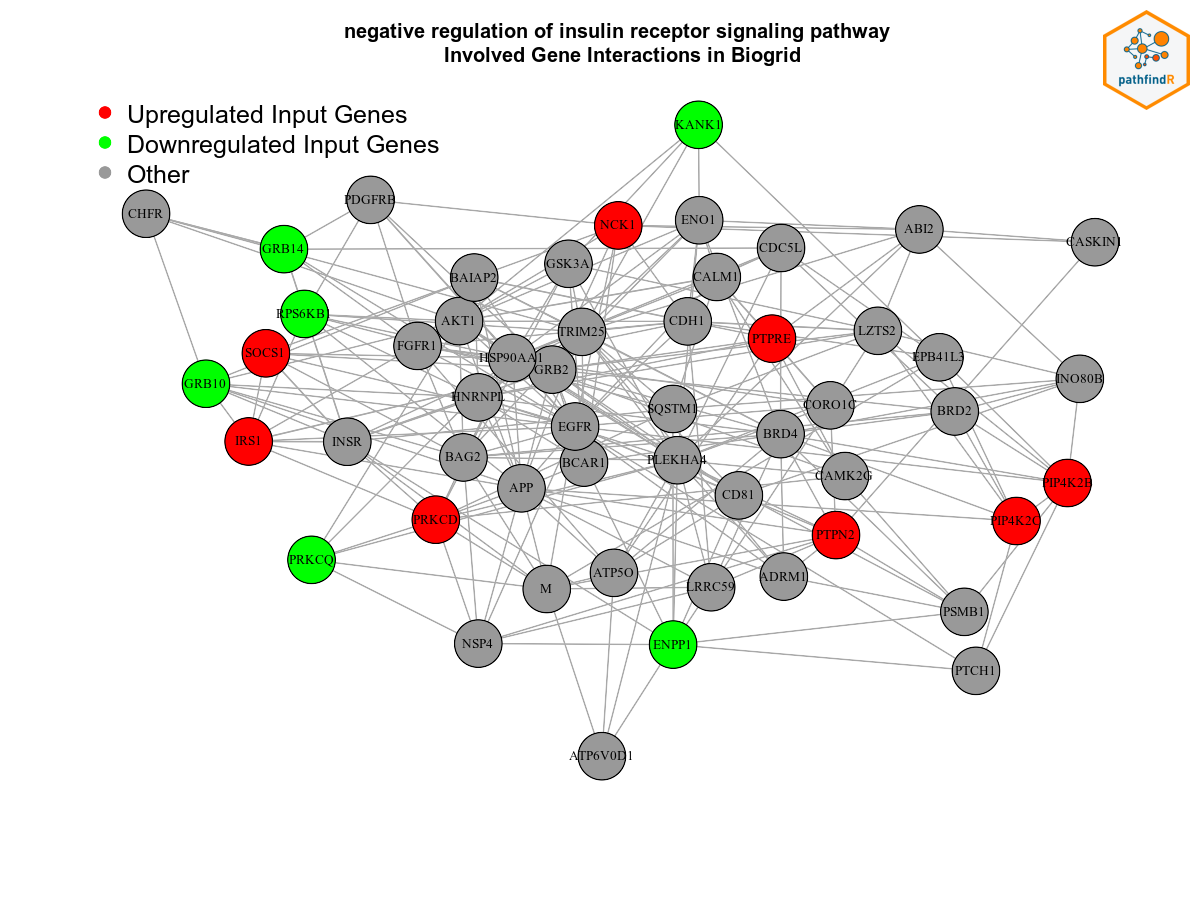 negative regulation of insulin receptor signaling pathway
Involved Gene Interactions in Biogrid
pathfindR
Upregulated Input Genes
Downregulated Input Genes
Other
KANK1
CHFR
PDGFRB
NCK1
ENO1
ABI2
CASKIN1
GRB14
CDC5L
GSK3A
BAIAP2
CALM1
RPS6KB1
AKT1
CDH1
TRIM25
LZTS2
PTPRE
FGFR1
SOCS1
HSP90AA1
EPB41L3
GRB2
GRB10
INO80B
HNRNPL
SQSTM1
CORO1C
BRD2
EGFR
BRD4
IRS1
INSR
BAG2
BCAR1
PLEKHA4
CAMK2G
PIP4K2B
APP
CD81
PRKCD
PIP4K2C
PTPN2
PRKCQ
ATP5O
ADRM1
M
LRRC59
PSMB1
NSP4
ENPP1
PTCH1
ATP6V0D1